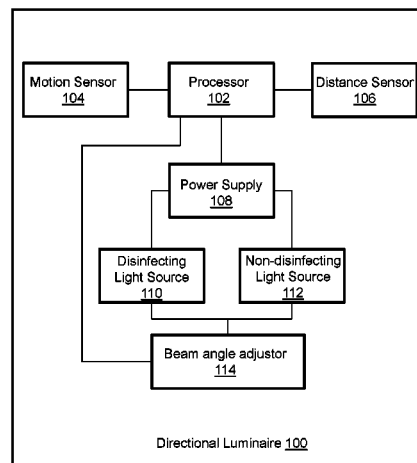 Motion Sensor
104
Processor
102
Distance Sensor
106
Power Supply
108
Disinfecting
Light Source
110
Non-disinfecting
Light Source
112
Beam angle adjustor
114
Directional Luminaire 100